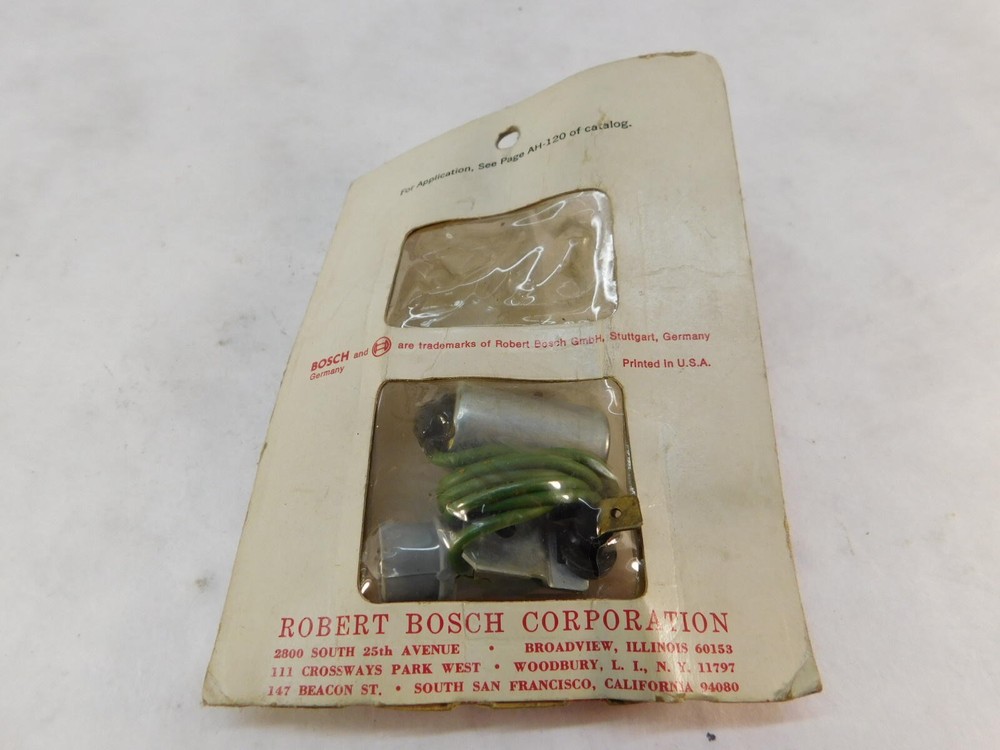 For Application, See Page AH-120 of catalog.
BOSCH and are trademarks of Robert Bosch GmbH, Stuttgart, Germany
Germany
Printed in U.S.A.
ROBERT BOSCH CORPORATION
2800 SOUTH 25th AVENUE • BROADVIEW, ILLINOIS 60153
111 CROSSWAYS PARK WEST • WOODBURY, L. I., N. Y. 11797
147 BEACON ST. • SOUTH SAN FRANCISCO, CALIFORNIA 94080